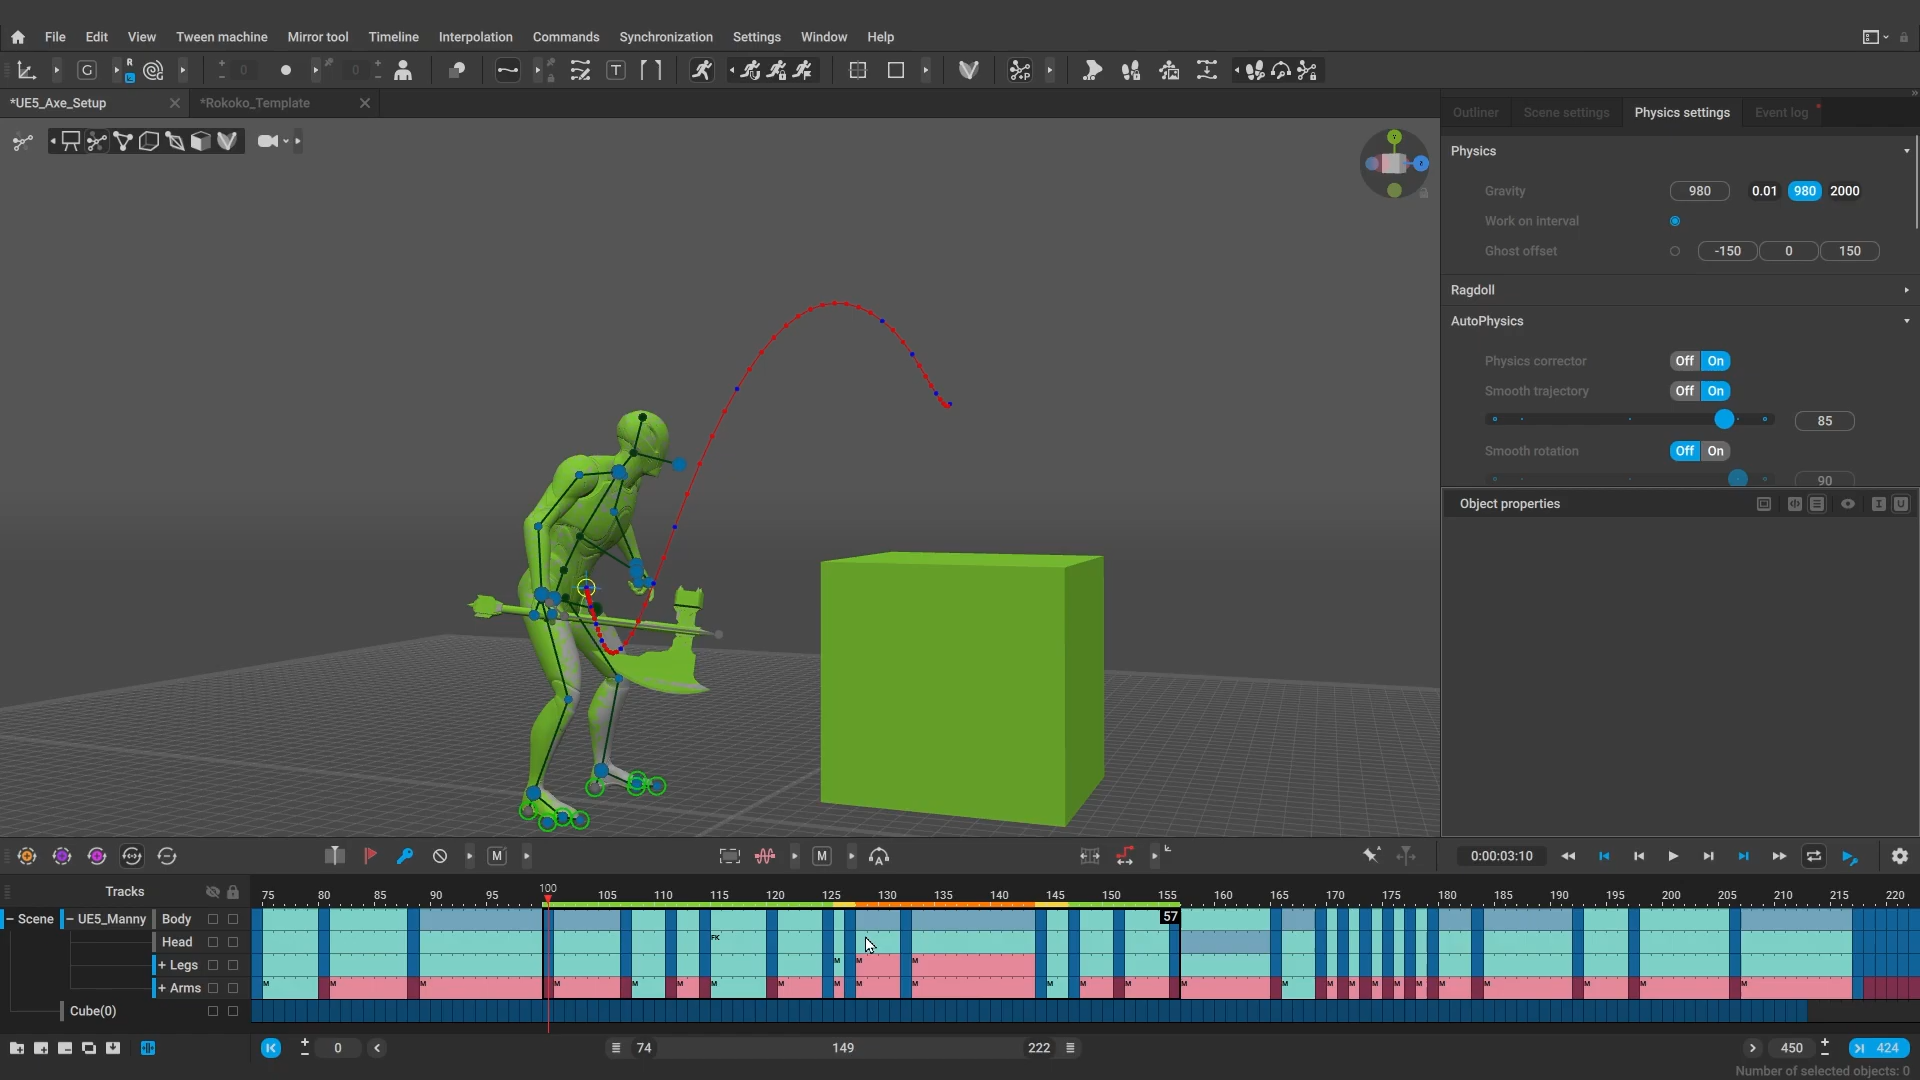 File Edit View Tween machine Mirror tool Timeline Interpolation Commands Synchronization Settings Window Help
G R 0 0 T P
*UE5_Axe_Setup *Rokoko_Template
Outliner Scene settings Physics settings Event log
Physics
Gravity 980 0.01 980 2000
Work on interval
Ghost offset -150 0 150
Ragdoll
AutoPhysics
Physics corrector Off On
Smooth trajectory Off On
85
Smooth rotation Off On
90
Object properties
M M 0:00:03:10
Tracks 75 80 85 90 95 100 105 110 115 120 125 130 135 140 145 150 155 160 165 170 175 180 185 190 195 200 205 210 215 220
Scene UE5_Manny Body 57
Head FK
+ Legs M M M
+ Arms M M M M M M M M M M M M M M M M M M M M M M M M M
Cube(0)
0 74 149 222 450 424
Number of selected objects: 0